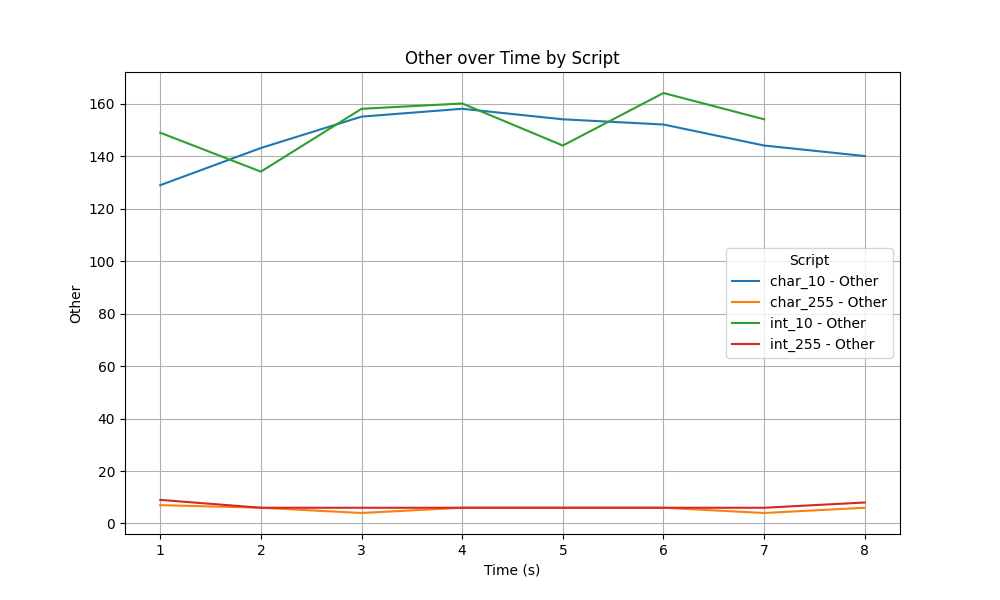 Other over Time by Script
160
140
120
100
80
60
40
20
0
Other
Script
char_10 - Other
char_255 - Other
int_10 - Other
int_255 - Other
1 2 3 4 5 6 7 8
Time (s)